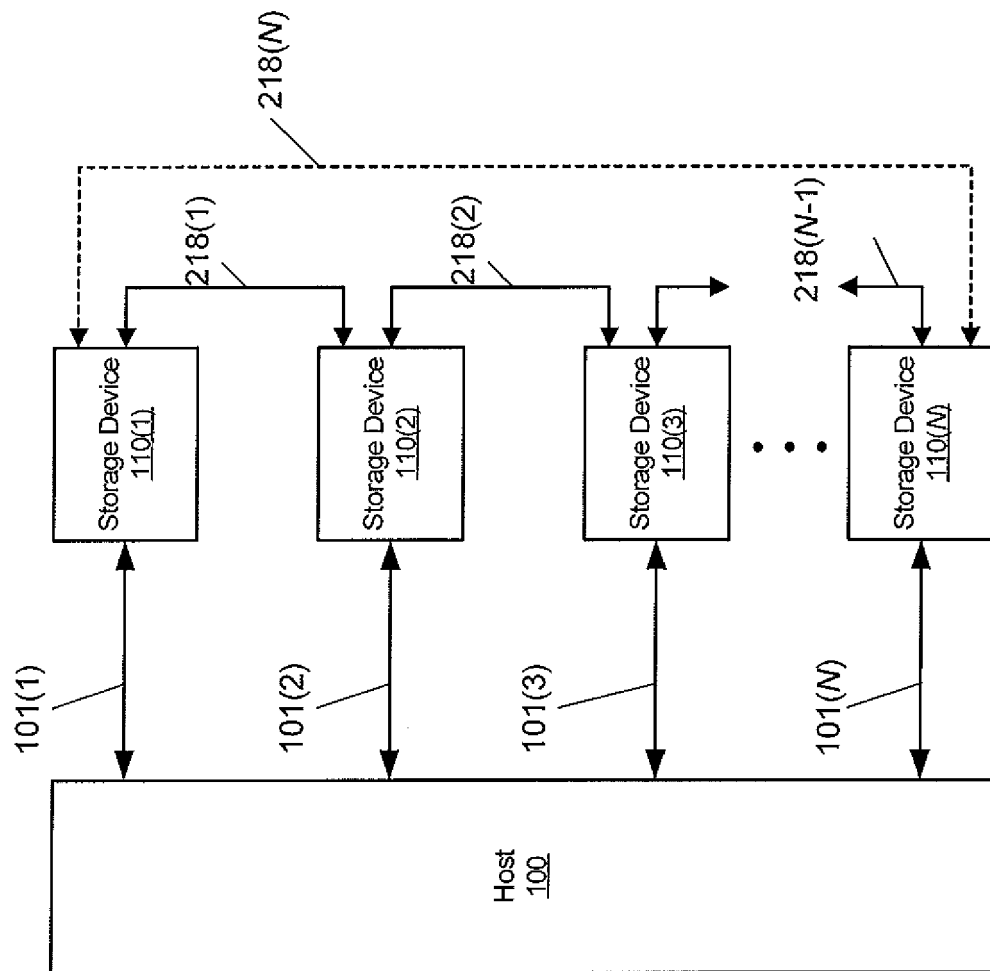 Host
100
101(1)
101(2)
101(3)
101(N)
Storage Device
110(1)
Storage Device
110(2)
Storage Device
110(3)
Storage Device
110(N)
218(1)
218(2)
218(N-1)
218(N)